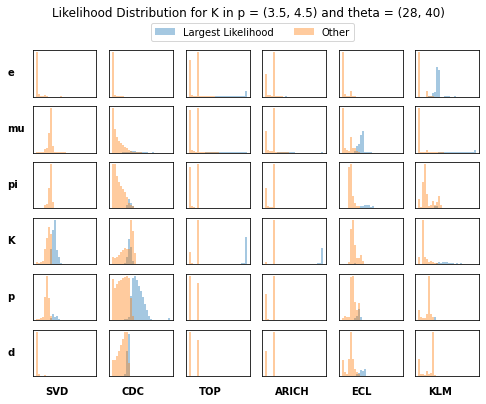 Likelihood Distribution for K in p = (3.5, 4.5) and theta = (28, 40)
Largest Likelihood Other
e
mu
pi
K
p
d
SVD CDC TOP ARICH ECL KLM